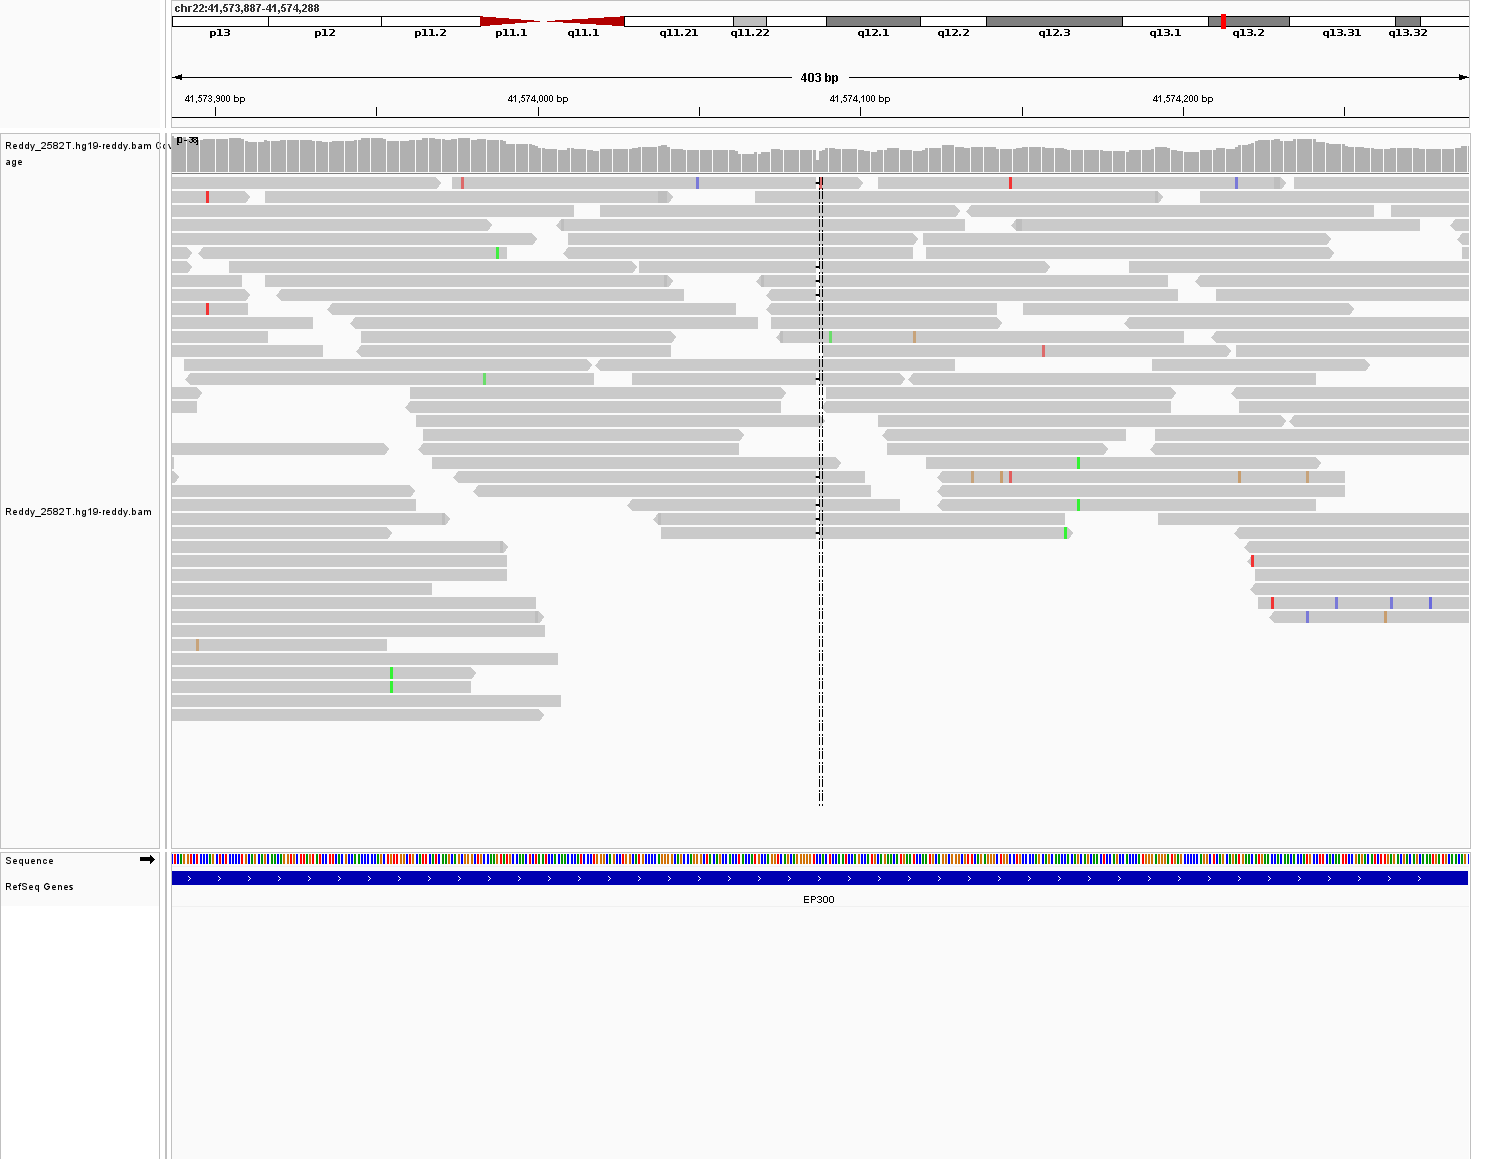 chr22:41,573,887-41,574,288
p13 p12 p11.2 p11.1 q11.1 q11.21 q11.22 q12.1 q12.2 q12.3 q13.1 q13.2 q13.31 q13.32
403 bp
41,573,900 bp 41,574,000 bp 41,574,100 bp 41,574,200 bp
Reddy_2582T.hg19-reddy.bam Cov
age
Reddy_2582T.hg19-reddy.bam
Sequence
RefSeq Genes
EP300